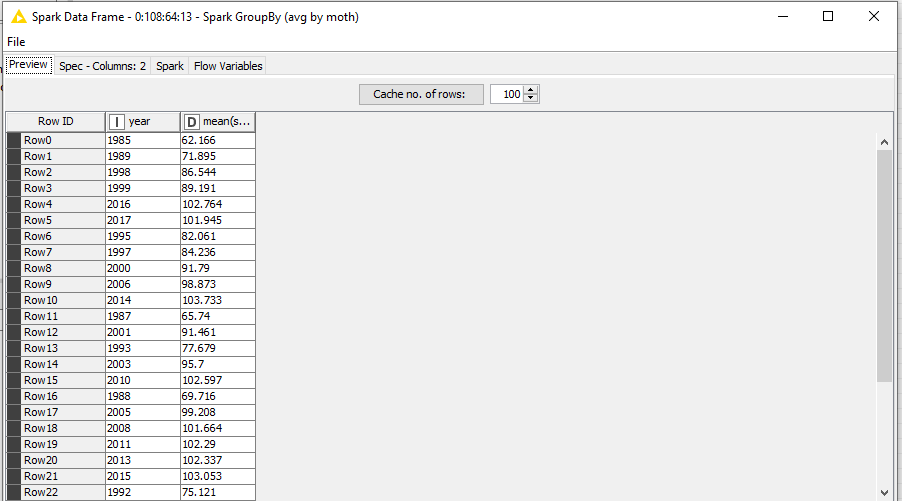 Spark Data Frame - 0:108:64:13 - Spark GroupBy (avg by moth)
File
Preview Spec - Columns: 2 Spark Flow Variables
Cache no. of rows: 100
Row ID I year D mean(s...
Row0 1985 62.166
Row1 1989 71.895
Row2 1998 86.544
Row3 1999 89.191
Row4 2016 102.764
Row5 2017 101.945
Row6 1995 82.061
Row7 1997 84.236
Row8 2000 91.79
Row9 2006 98.873
Row10 2014 103.733
Row11 1987 65.74
Row12 2001 91.461
Row13 1993 77.679
Row14 2003 95.7
Row15 2010 102.597
Row16 1988 69.716
Row17 2005 99.208
Row18 2008 101.664
Row19 2011 102.29
Row20 2013 102.337
Row21 2015 103.053
Row22 1992 75.121